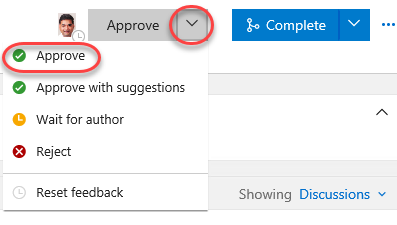 Approve
Complete
Approve
Approve with suggestions
Wait for author
Reject
Reset feedback
Showing Discussions